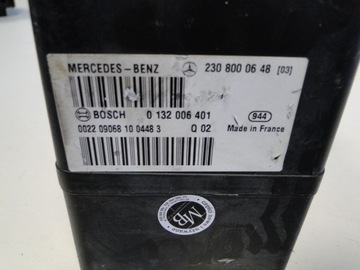 MERCEDES-BENZ 230 800 06 48 [03]
BOSCH 0 132 006 401 944
0022 09068 10 0448 3 Q 02 Made in France
MB